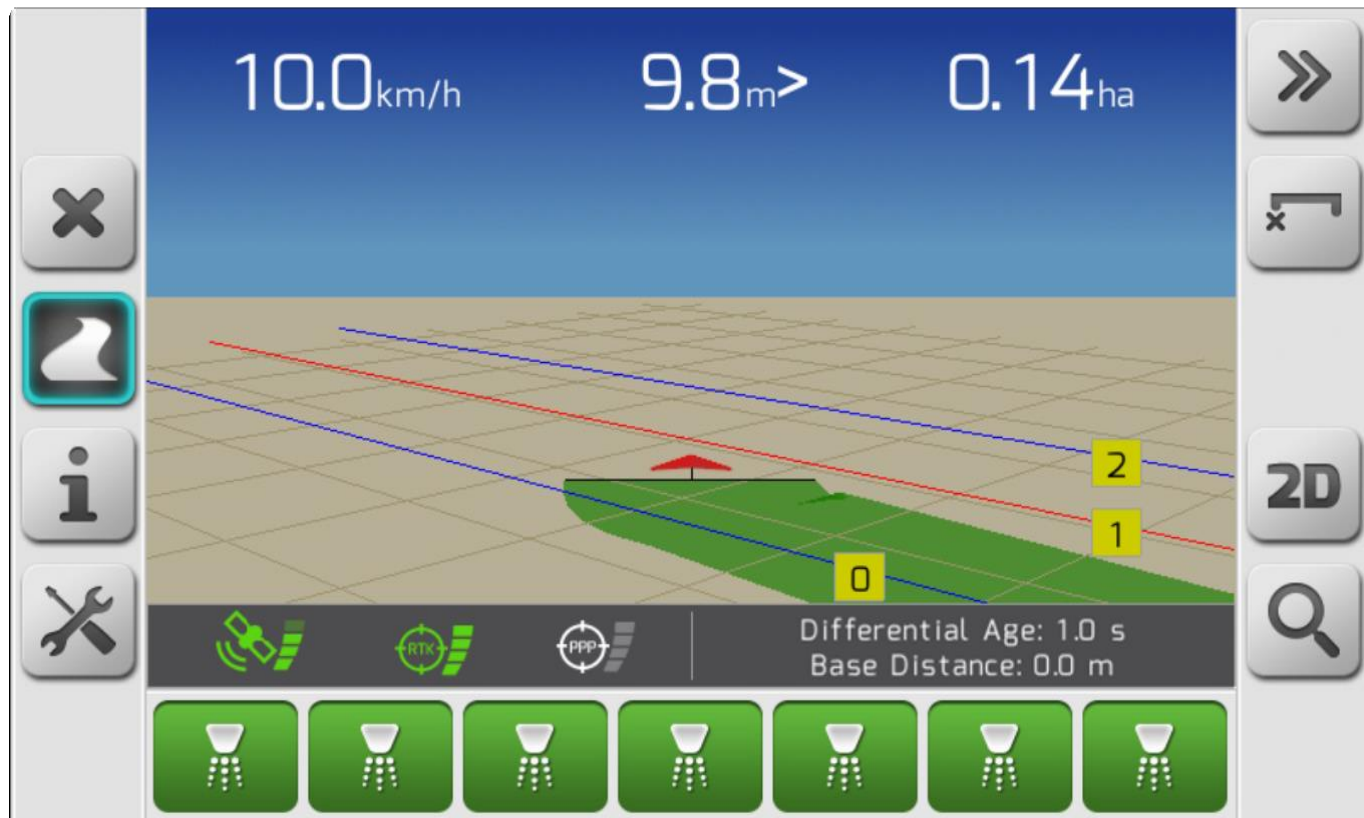 10.0km/h 9.8m> 0.14ha
2
1
2D
0
RTK PPP
Differential Age: 1.0 s
Base Distance: 0.0 m